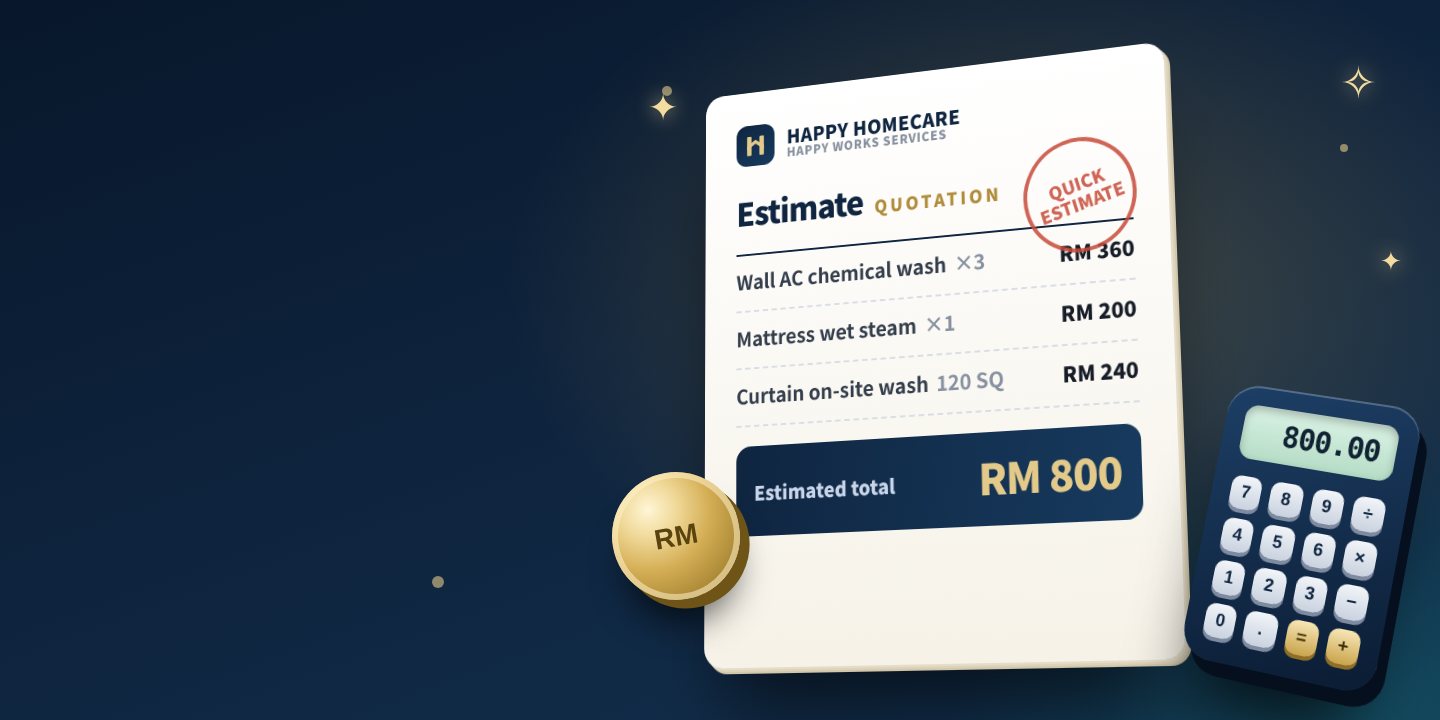 HAPPY HOMECARE
HAPPY WORKS SERVICES
QUICK
ESTIMATE
Estimate QUOTATION
Wall AC chemical wash ×3 RM 360
Mattress wet steam ×1 RM 200
Curtain on-site wash 120 SQ RM 240
Estimated total RM 800
RM
800.00
7 8 9 ÷
4 5 6 ×
1 2 3 −
0 . = +